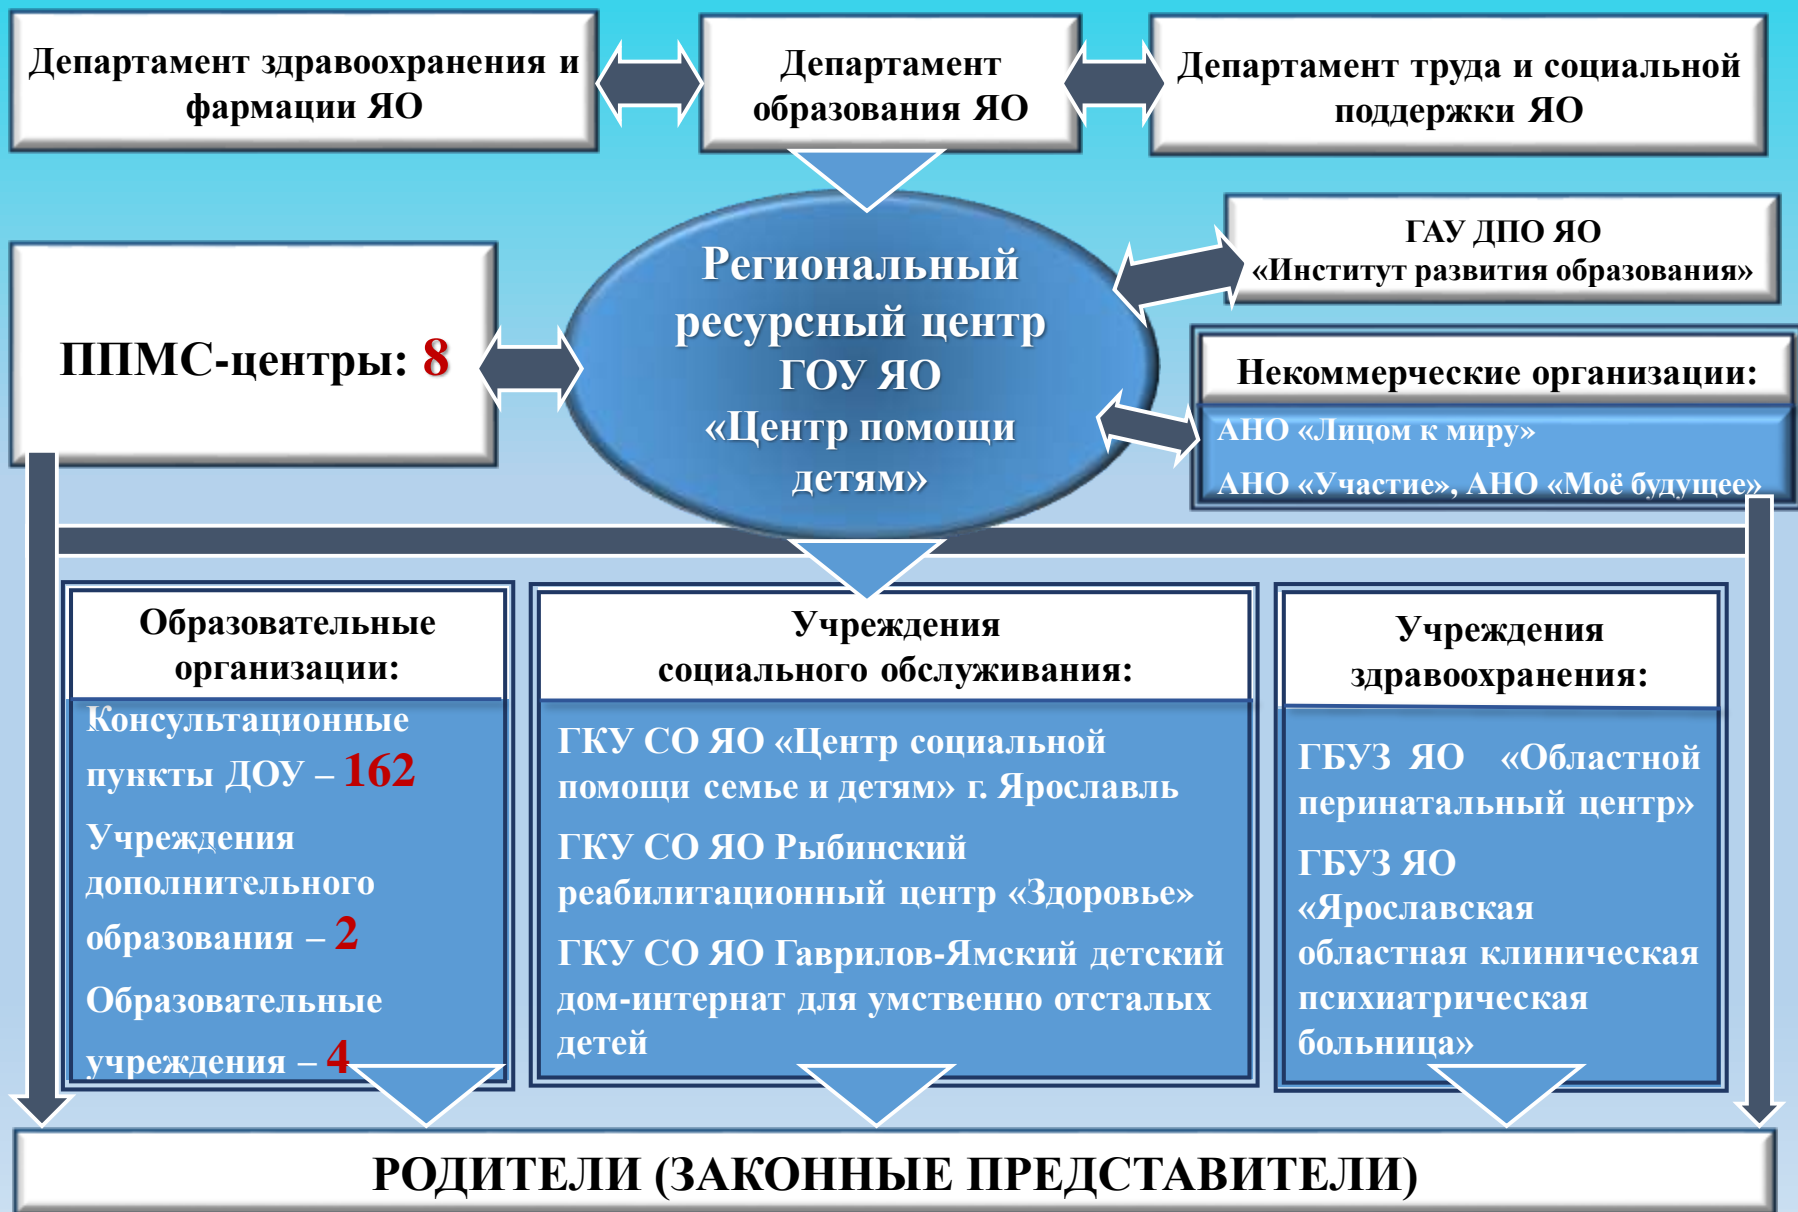 Департамент здравоохранения и
фармации ЯО
Департамент
образования ЯО
Департамент труда и социальной
поддержки ЯО
ППМС-центры: 8
Региональный
ресурсный центр
ГОУ ЯО
«Центр помощи
детям»
ГАУ ДПО ЯО
«Институт развития образования»
Некоммерческие организации:
АНО «Лицом к миру»
АНО «Участие», АНО «Моё будущее»
Образовательные
организации:
Консультационные
пункты ДОУ – 162
Учреждения
дополнительного
образования – 2
Образовательные
учреждения – 4
Учреждения
социального обслуживания:
ГКУ СО ЯО «Центр социальной
помощи семье и детям» г. Ярославль
ГКУ СО ЯО Рыбинский
реабилитационный центр «Здоровье»
ГКУ СО ЯО Гаврилов-Ямский детский
дом-интернат для умственно отсталых
детей
Учреждения
здравоохранения:
ГБУЗ ЯО «Областной
перинатальный центр»
ГБУЗ ЯО
«Ярославская
областная клиническая
психиатрическая
больница»
РОДИТЕЛИ (ЗАКОННЫЕ ПРЕДСТАВИТЕЛИ)